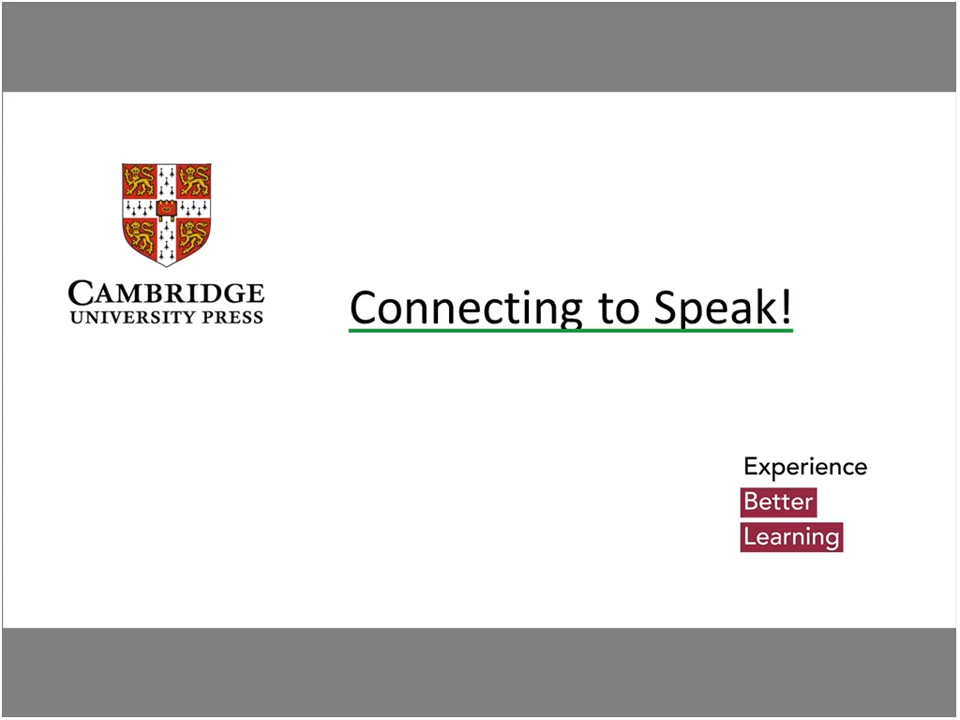 CAMBRIDGE
UNIVERSITY PRESS
Connecting to Speak!
Experience
Better
Learning